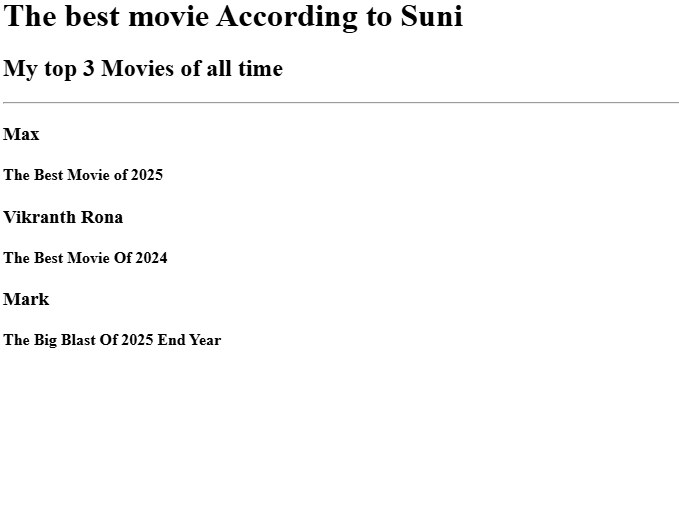 The best movie According to Suni
My top 3 Movies of all time
Max
The Best Movie of 2025
Vikranth Rona
The Best Movie Of 2024
Mark
The Big Blast Of 2025 End Year